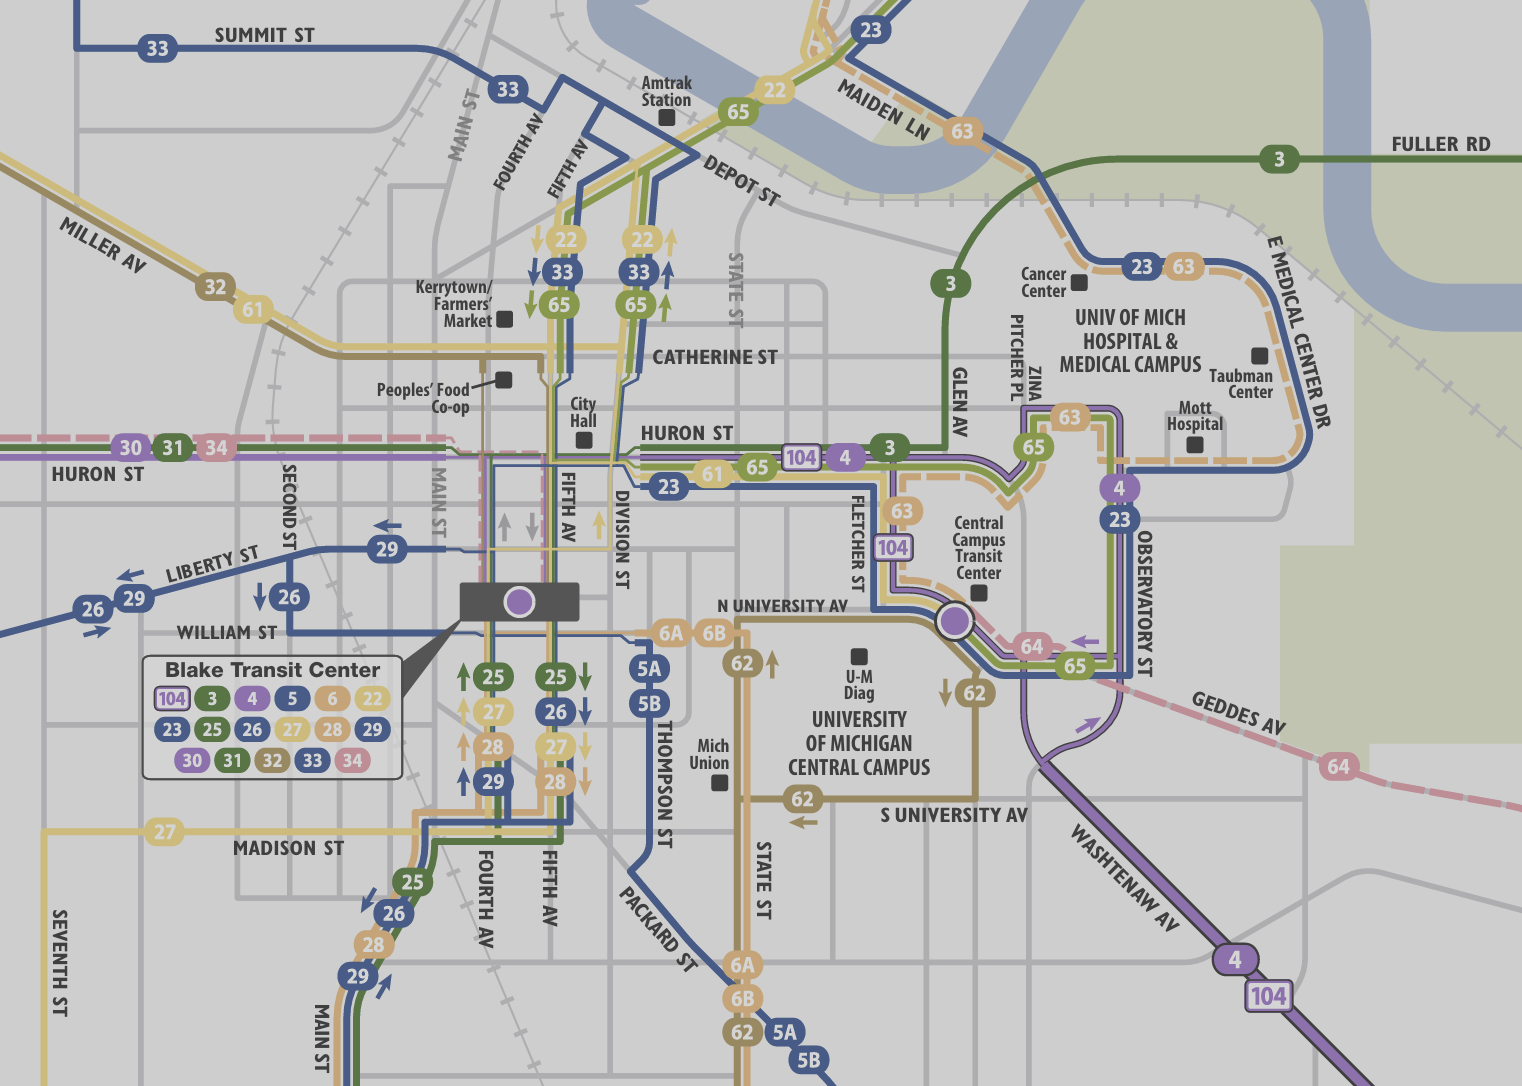 SUMMIT ST
33
33
23
Amtrak
Station
22
65
MAIDEN LN
63
FULLER RD
3
MAIN ST
FOURTH AV
FIFTH AV
DEPOT ST
MILLER AV
32
61
22
22
33
33
65
65
Kerrytown/
Farmers'
Market
STATE ST
3
Cancer
Center
23
63
E MEDICAL CENTER DR
UNIV OF MICH
HOSPITAL &
MEDICAL CAMPUS
PITCHER PL
ZINA
Taubman
Center
CATHERINE ST
Peoples' Food
Co-op
City
Hall
GLEN AV
Mott
Hospital
63
65
HURON ST
30
31
34
HURON ST
3
104
4
65
61
23
4
23
SECOND ST
MAIN ST
FIFTH AV
DIVISION ST
FLETCHER ST
63
104
Central
Campus
Transit
Center
OBSERVATORY ST
29
LIBERTY ST
29
26
26
WILLIAM ST
N UNIVERSITY AV
6A
6B
62
5A
5B
U-M
Diag
62
64
65
GEDDES AV
64
Blake Transit Center
104 3 4 5 6 22
23 25 26 27 28 29
30 31 32 33 34
25
25
27
26
28
27
29
28
THOMPSON ST
Mich
Union
UNIVERSITY
OF MICHIGAN
CENTRAL CAMPUS
62
S UNIVERSITY AV
27
MADISON ST
25
26
28
29
SEVENTH ST
MAIN ST
FOURTH AV
FIFTH AV
PACKARD ST
STATE ST
6A
6B
62
5A
5B
WASHTENAW AV
4
104